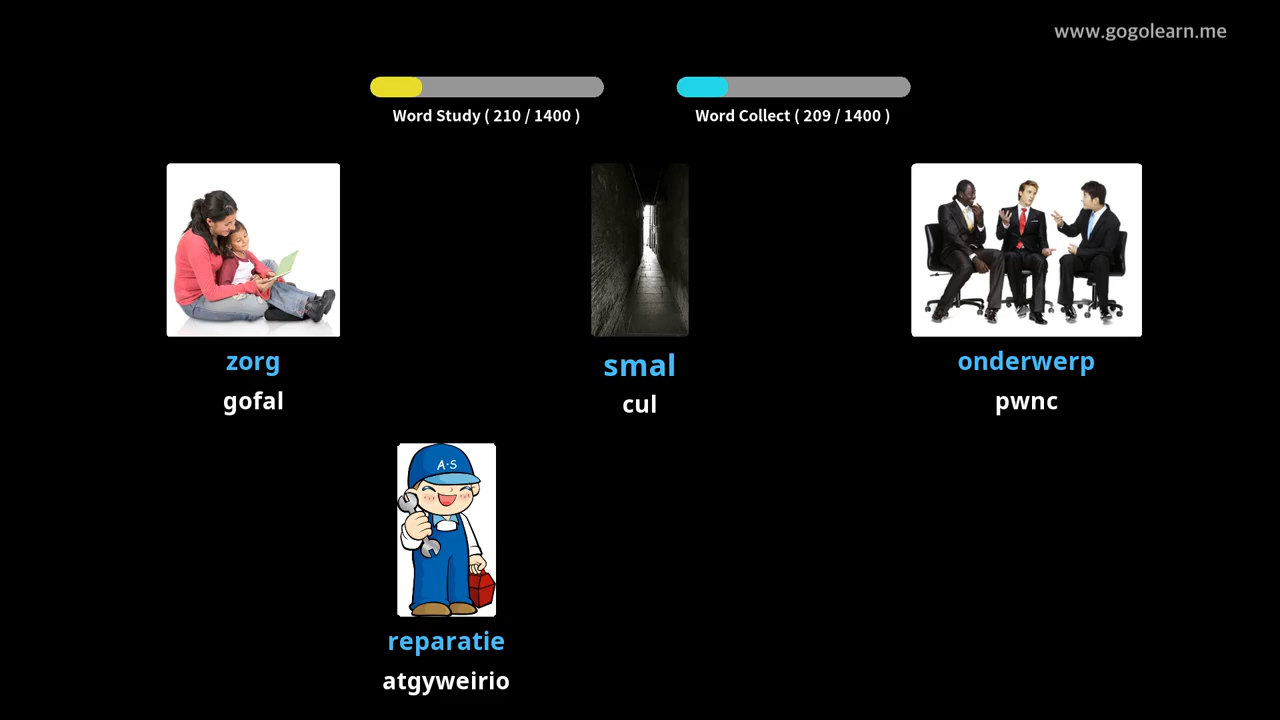 www.gogolearn.me
Word Study ( 210 / 1400 )
Word Collect ( 209 / 1400 )
zorg
gofal
smal
cul
onderwerp
pwnc
A·S
reparatie
atgyweirio